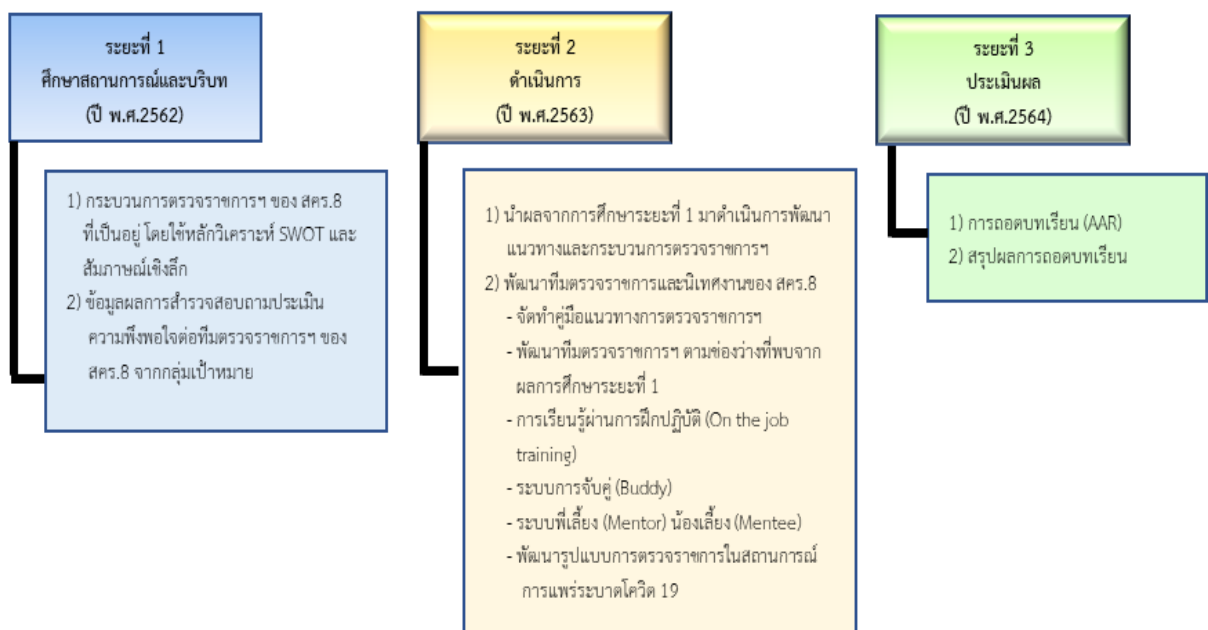 ระยะที่ 1
ศึกษาสถานการณ์และบริบท
(ปี พ.ศ.2562)
1) กระบวนการตรวจราชการฯ ของ สคร.8
ที่เป็นอยู่ โดยใช้หลักวิเคราะห์ SWOT และ
สัมภาษณ์เชิงลึก
2) ข้อมูลผลการสำรวจสอบถามประเมิน
ความพึงพอใจต่อทีมตรวจราชการฯ ของ
สคร.8 จากกลุ่มเป้าหมาย
ระยะที่ 2
ดำเนินการ
(ปี พ.ศ.2563)
1) นำผลจากการศึกษาระยะที่ 1 มาดำเนินการพัฒนา
แนวทางและกระบวนการตรวจราชการฯ
2) พัฒนาทีมตรวจราชการและนิเทศงานของ สคร.8
- จัดทำคู่มือแนวทางการตรวจราชการฯ
- พัฒนาทีมตรวจราชการฯ ตามช่องว่างที่พบจาก
ผลการศึกษาระยะที่ 1
- การเรียนรู้ผ่านการฝึกปฏิบัติ (On the job
training)
- ระบบการจับคู่ (Buddy)
- ระบบพี่เลี้ยง (Mentor) น้องเลี้ยง (Mentee)
- พัฒนารูปแบบการตรวจราชการในสถานการณ์
การแพร่ระบาดโควิด 19
ระยะที่ 3
ประเมินผล
(ปี พ.ศ.2564)
1) การถอดบทเรียน (AAR)
2) สรุปผลการถอดบทเรียน